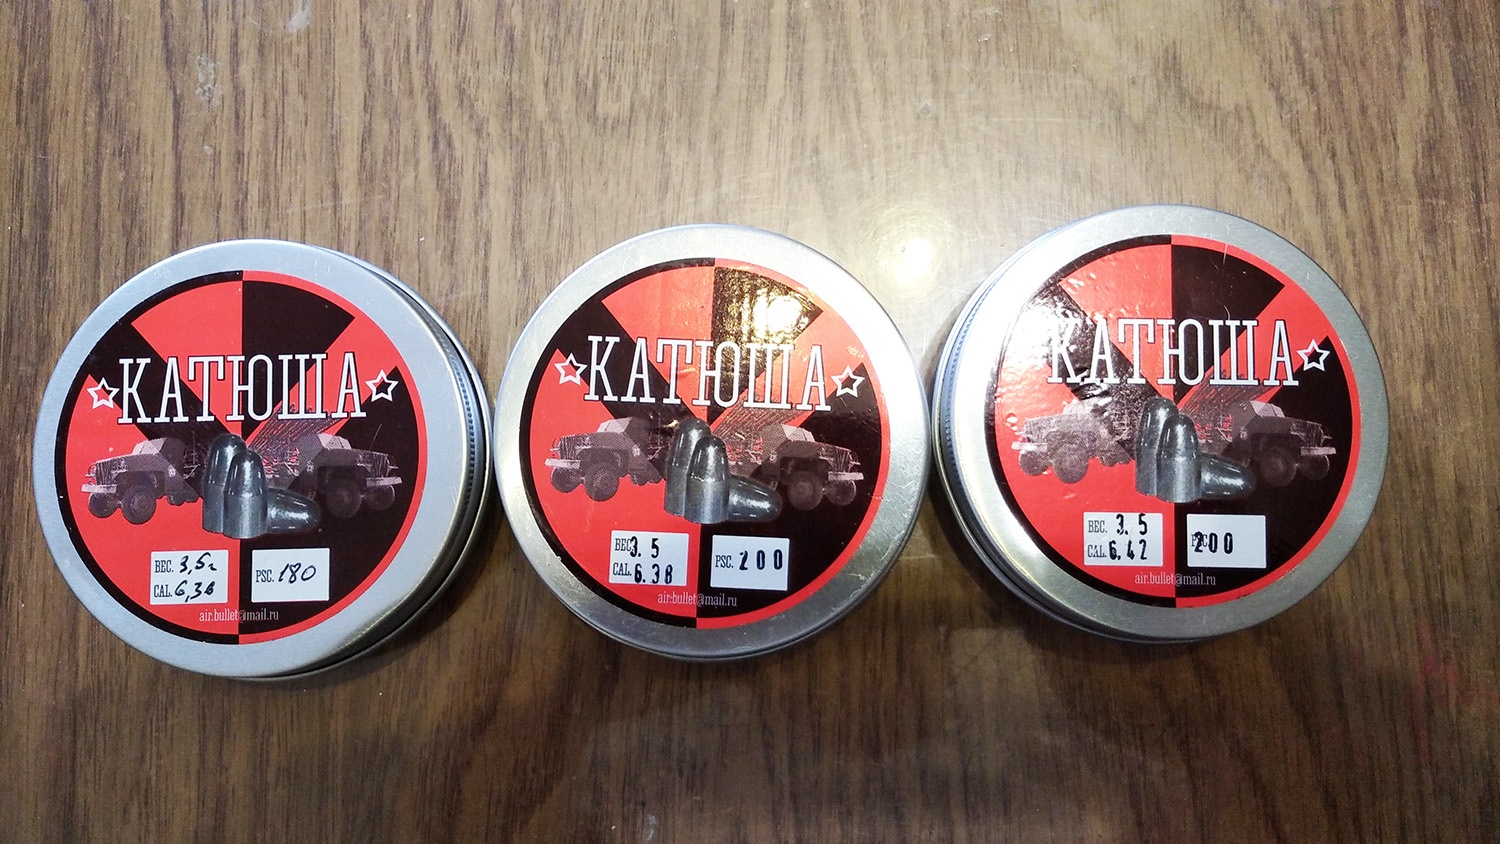 КАТЮША
ВЕС. 3,5г
CAL. 6,38
PSC. 180
air.bullet@mail.ru
КАТЮША
ВЕС. 3.5
CAL. 6.38
PSC. 200
air.bullet@mail.ru
КАТЮША
ВЕС. 3.5
CAL. 6.42
PSC. 200
air.bullet@mail.ru